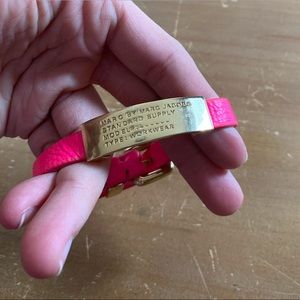 MARC BY MARC JACOBS
STANDARD SUPPLY
MODEL:------
TYPE: WORKWEAR